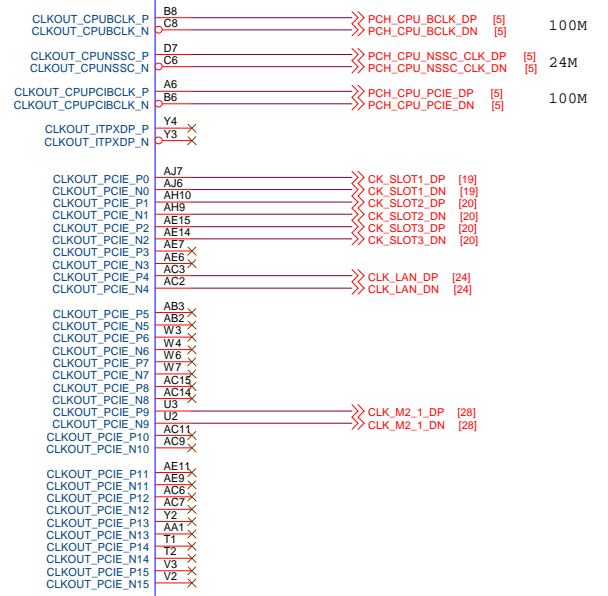 CLKOUT_CPUBCLK_P B8 PCH_CPU_BCLK_DP [5]
CLKOUT_CPUBCLK_N C8 PCH_CPU_BCLK_DN [5] 100M
CLKOUT_CPUNSSC_P D7 PCH_CPU_NSSC_CLK_DP [5]
CLKOUT_CPUNSSC_N C6 PCH_CPU_NSSC_CLK_DN [5] 24M
CLKOUT_CPUPCIBCLK_P A6 PCH_CPU_PCIE_DP [5]
CLKOUT_CPUPCIBCLK_N B6 PCH_CPU_PCIE_DN [5] 100M
CLKOUT_ITPXDP_P Y4
CLKOUT_ITPXDP_N Y3
CLKOUT_PCIE_P0 AJ7 CK_SLOT1_DP [19]
CLKOUT_PCIE_N0 AJ6 CK_SLOT1_DN [19]
CLKOUT_PCIE_P1 AH10 CK_SLOT2_DP [20]
CLKOUT_PCIE_N1 AH9 CK_SLOT2_DN [20]
CLKOUT_PCIE_P2 AE15 CK_SLOT3_DP [20]
CLKOUT_PCIE_N2 AE14 CK_SLOT3_DN [20]
CLKOUT_PCIE_P3 AE7
CLKOUT_PCIE_N3 AE6
CLKOUT_PCIE_P4 AC3 CLK_LAN_DP [24]
CLKOUT_PCIE_N4 AC2 CLK_LAN_DN [24]
CLKOUT_PCIE_P5 AB3
CLKOUT_PCIE_N5 AB2
CLKOUT_PCIE_P6 W3
CLKOUT_PCIE_N6 W4
CLKOUT_PCIE_P7 W6
CLKOUT_PCIE_N7 W7
CLKOUT_PCIE_P8 AC15
CLKOUT_PCIE_N8 AC14
CLKOUT_PCIE_P9 U3 CLK_M2_1_DP [28]
CLKOUT_PCIE_N9 U2 CLK_M2_1_DN [28]
CLKOUT_PCIE_P10 AC11
CLKOUT_PCIE_N10 AC9
CLKOUT_PCIE_P11 AE11
CLKOUT_PCIE_N11 AE9
CLKOUT_PCIE_P12 AC6
CLKOUT_PCIE_N12 AC7
CLKOUT_PCIE_P13 Y2
CLKOUT_PCIE_N13 AA1
CLKOUT_PCIE_P14 T1
CLKOUT_PCIE_N14 T2
CLKOUT_PCIE_P15 V3
CLKOUT_PCIE_N15 V2